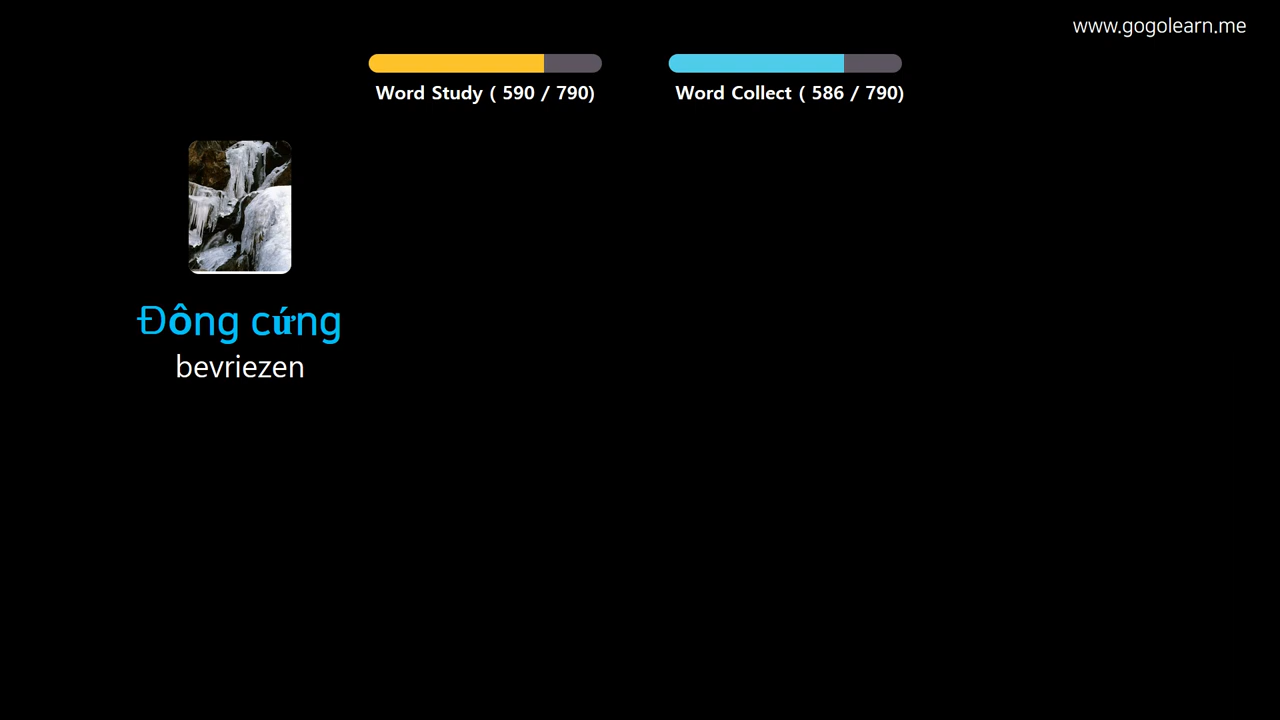 www.gogolearn.me
Word Study ( 590 / 790)
Word Collect ( 586 / 790)
Đông cứng
bevriezen